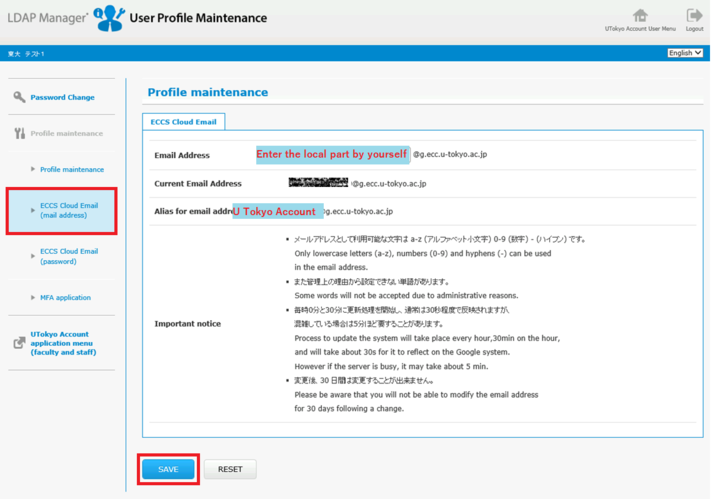 LDAP Manager User Profile Maintenance
UTokyo Account User Menu Logout
東大 テスト1 English
Password Change
Profile maintenance
Profile maintenance
ECCS Cloud Email
(mail address)
ECCS Cloud Email
(password)
MFA application
UTokyo Account
application menu
(faculty and staff)
Profile maintenance
ECCS Cloud Email
Email Address Enter the local part by yourself @g.ecc.u-tokyo.ac.jp
Current Email Address @g.ecc.u-tokyo.ac.jp
Alias for email addre U Tokyo Account g.ecc.u-tokyo.ac.jp
Important notice
メールアドレスとして利用可能な文字は a-z (アルファベット小文字) 0-9 (数字) - (ハイフン) です。
Only lowercase letters (a-z), numbers (0-9) and hyphens (-) can be used
in the email address.
また管理上の理由から設定できない単語があります。
Some words will not be accepted due to administrative reasons.
毎時0分と30分に更新処理を開始し、通常は30秒程度で反映されますが、
混雑している場合は5分ほど要することがあります。
Process to update the system will take place every hour,30min on the hour,
and will take about 30s for it to reflect on the Google system.
However if the server is busy, it may take about 5 min.
変更後、30 日間は変更することが出来ません。
Please be aware that you will not be able to modify the email address
for 30 days following a change.
SAVE RESET